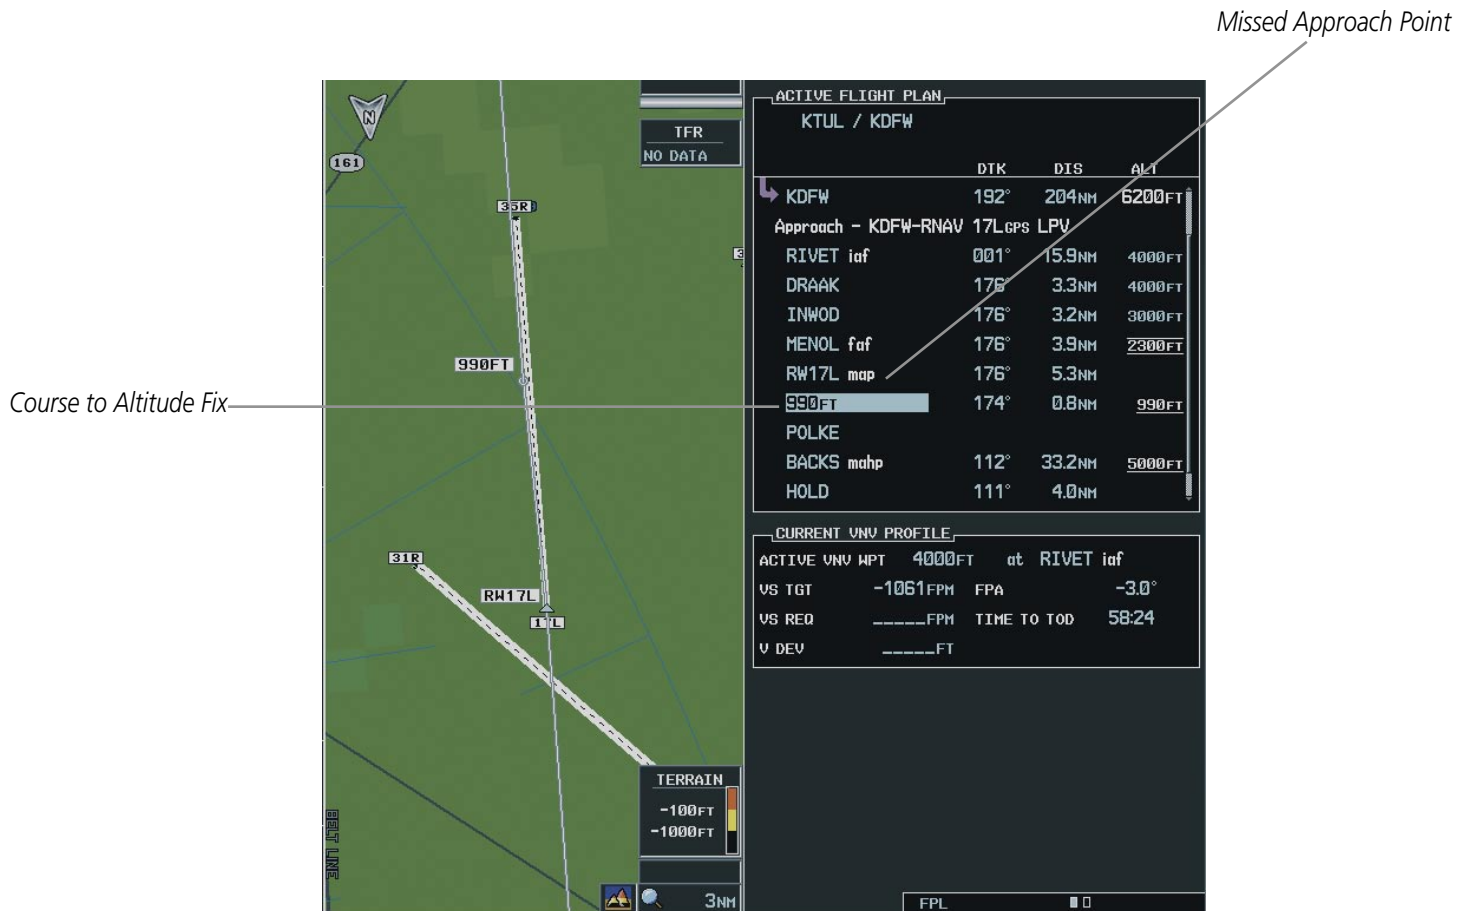 Missed Approach Point
ACTIVE FLIGHT PLAN
KTUL / KDFW
DTK DIS ALT
KDFW 192° 204NM 6200FT
Approach - KDFW-RNAV 17LGPS LPV
RIVET iaf 001° 15.9NM 4000FT
DRAAK 176° 3.3NM 4000FT
INWOD 176° 3.2NM 3000FT
MENOL faf 176° 3.9NM 2300FT
RW17L map 176° 5.3NM
990FT 174° 0.8NM 990FT
POLKE
BACKS mahp 112° 33.2NM 5000FT
HOLD 111° 4.0NM
CURRENT VNV PROFILE
ACTIVE VNV WPT 4000FT at RIVET iaf
VS TGT -1061FPM FPA -3.0°
VS REQ _____FPM TIME TO TOD 58:24
V DEV _____FT
FPL
N
161
TFR
NO DATA
35R
3
990FT
Course to Altitude Fix
31R
RW17L
17L
TERRAIN
-100FT
-1000FT
BELT LINE
3NM